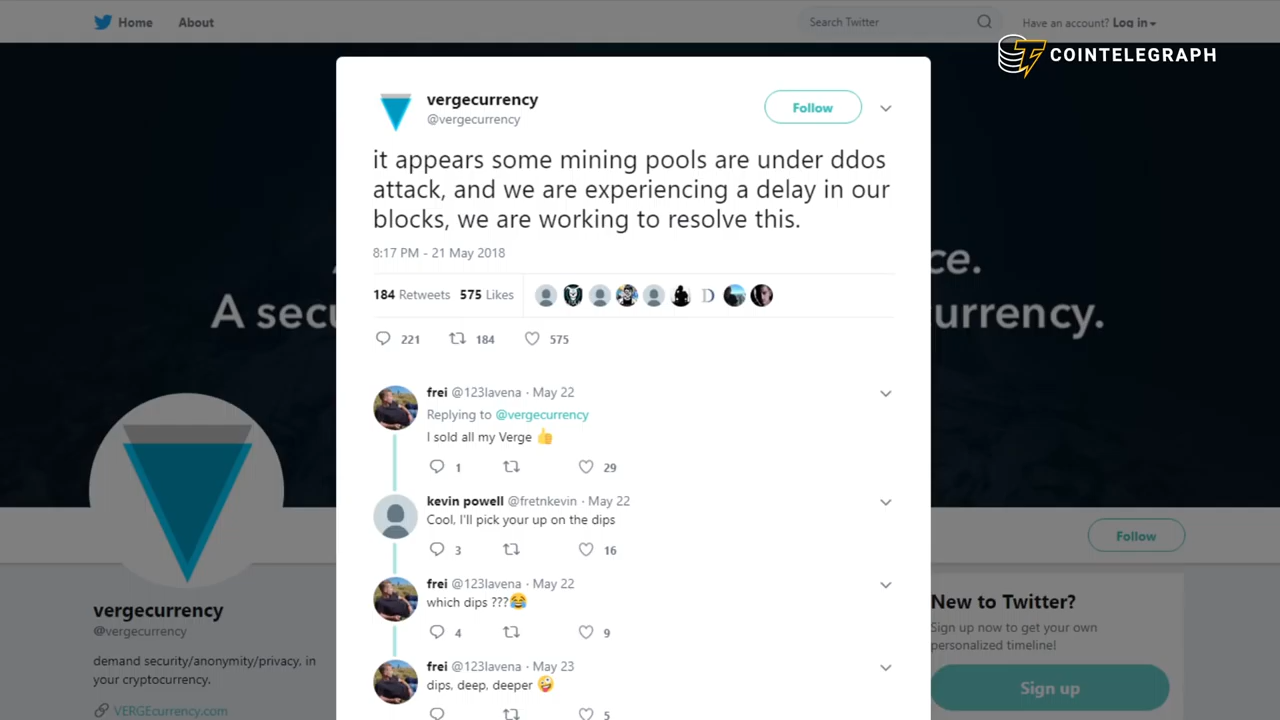 Home About Search Twitter Have an account? Log in
COINTELEGRAPH
vergecurrency
@vergecurrency
Follow
it appears some mining pools are under ddos
attack, and we are experiencing a delay in our
blocks, we are working to resolve this.
8:17 PM - 21 May 2018
184 Retweets 575 Likes
D
221 184 575
A secu
ce.
urrency.
frei @123lavena · May 22
Replying to @vergecurrency
I sold all my Verge 👍
1 29
kevin powell @fretnkevin · May 22
Cool, I'll pick your up on the dips
3 16
frei @123lavena · May 22
which dips ???😂
4 9
frei @123lavena · May 23
dips, deep, deeper 🤪
5
vergecurrency
@vergecurrency
demand security/anonymity/privacy, in
your cryptocurrency.
VERGEcurrency.com
Follow
New to Twitter?
Sign up now to get your own
personalized timeline!
Sign up